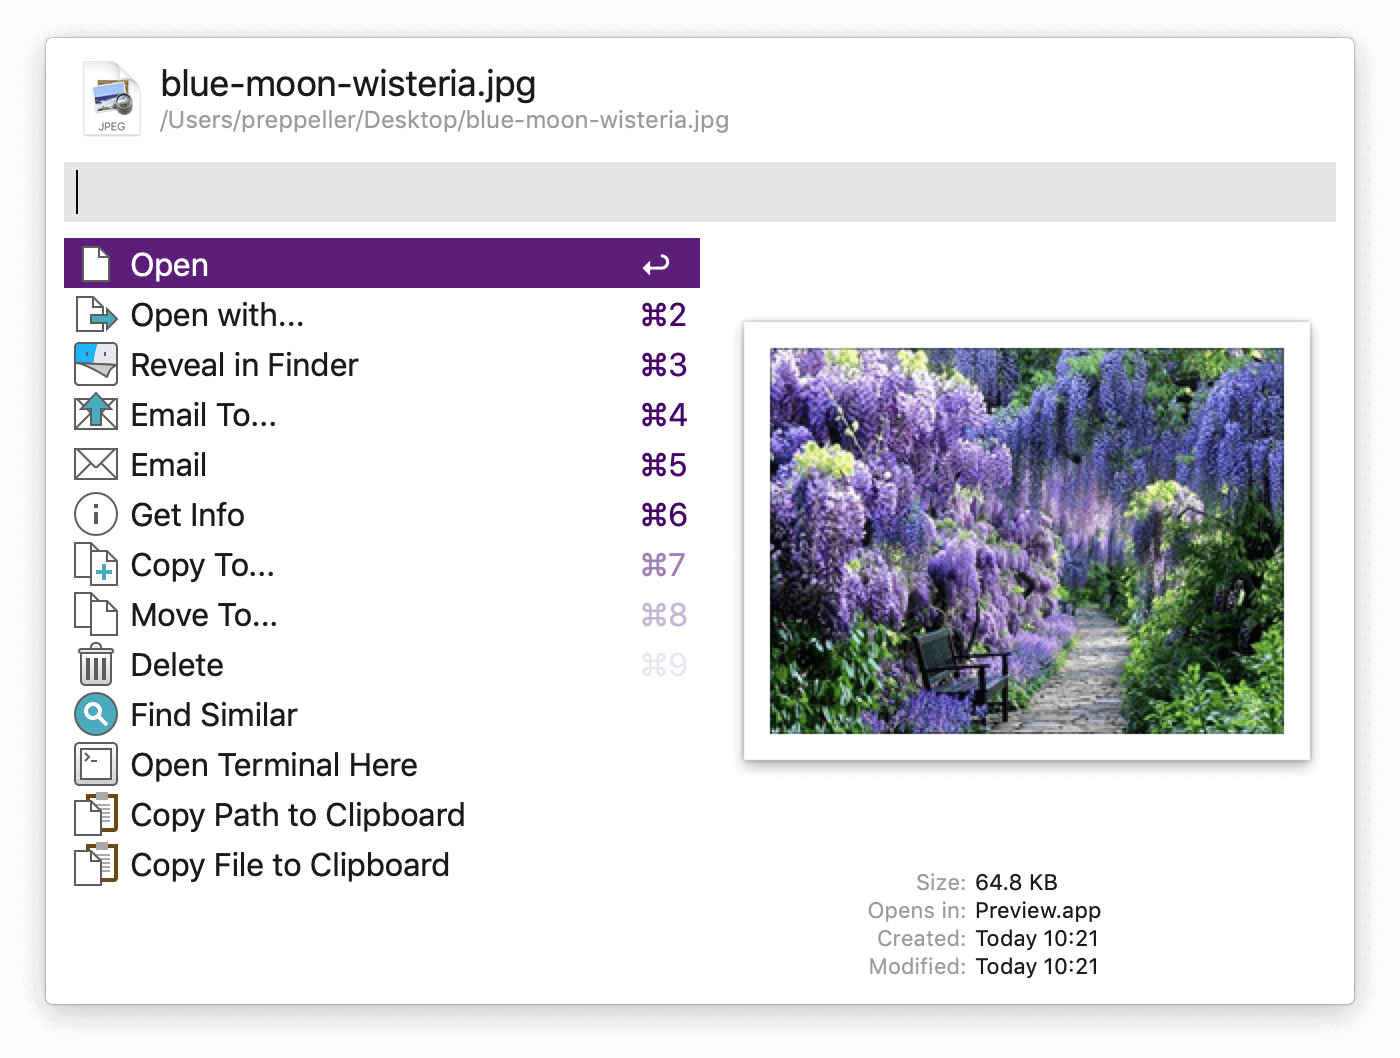 JPEG
blue-moon-wisteria.jpg
/Users/preppeller/Desktop/blue-moon-wisteria.jpg
Open
Open with... ⌘2
Reveal in Finder ⌘3
Email To... ⌘4
Email ⌘5
Get Info ⌘6
Copy To... ⌘7
Move To... ⌘8
Delete ⌘9
Find Similar
Open Terminal Here
Copy Path to Clipboard
Copy File to Clipboard
Size: 64.8 KB
Opens in: Preview.app
Created: Today 10:21
Modified: Today 10:21